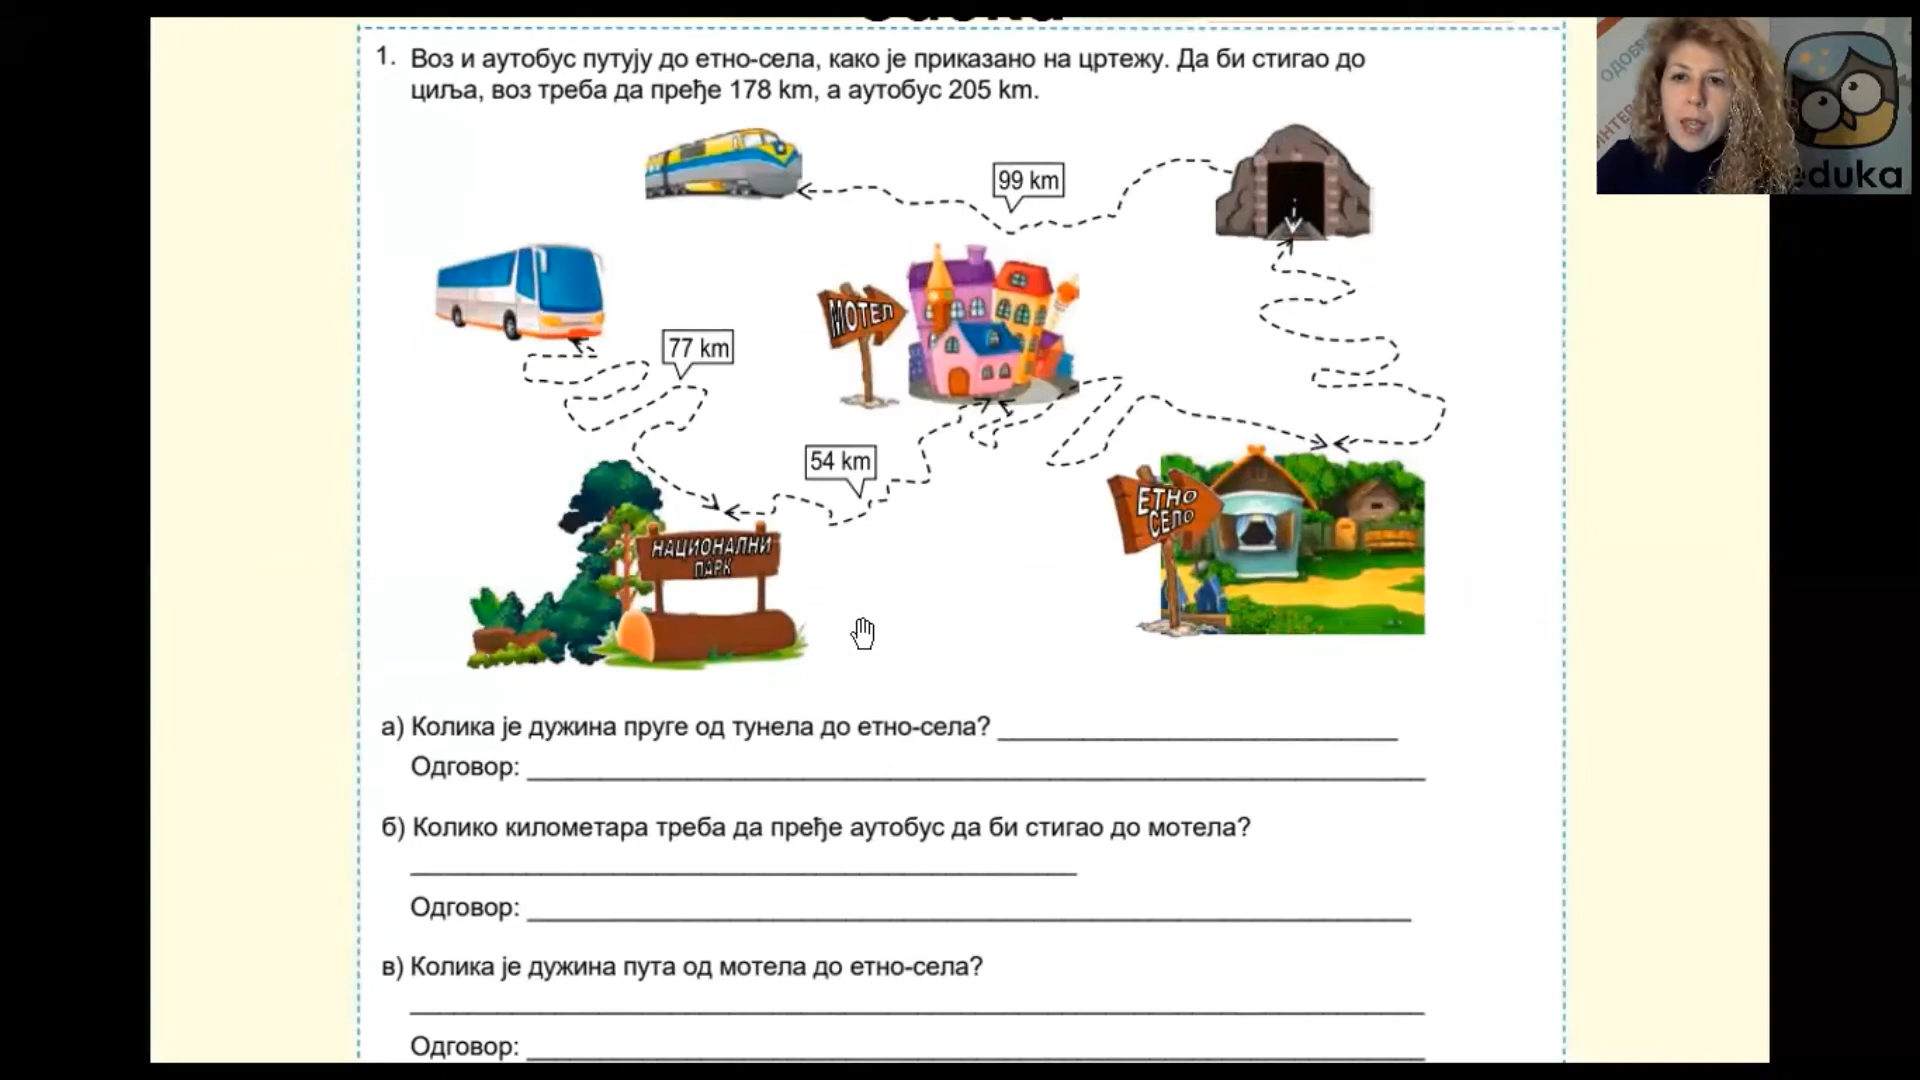 1. Воз и аутобус путују до етно-села, како је приказано на цртежу. Да би стигао до
циља, воз треба да пређе 178 km, а аутобус 205 km.
99 km
МОТЕЛ
77 km
54 km
ЕТНО
СЕЛО
НАЦИОНАЛНИ
ПАРК
а) Колика је дужина пруге од тунела до етно-села?
Одговор:
б) Колико километара треба да пређе аутобус да би стигао до мотела?
Одговор:
в) Колика је дужина пута од мотела до етно-села?
Одговор:
eduka